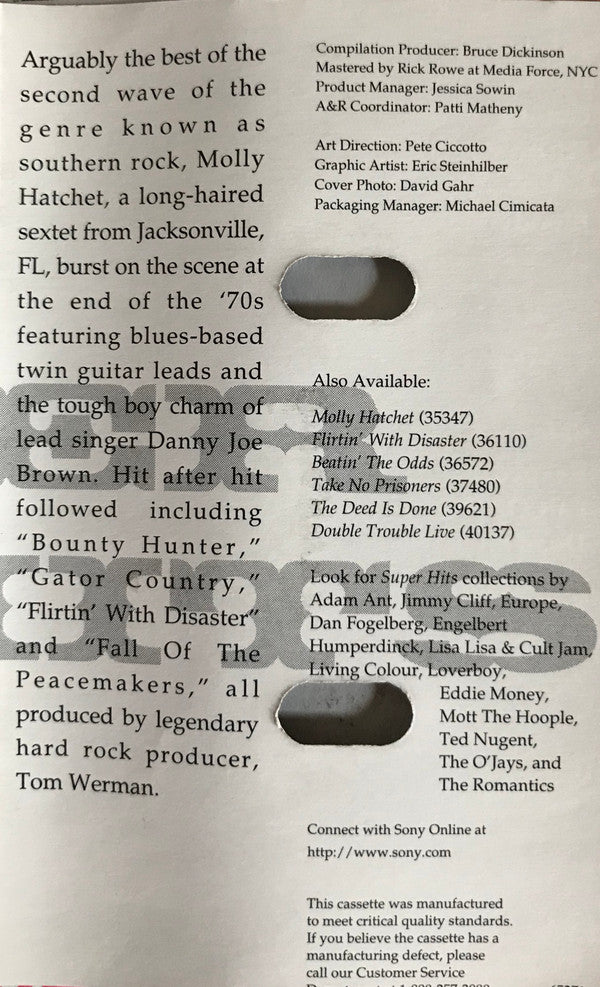 Arguably the best of the
second wave of the
genre known as
southern rock, Molly
Hatchet, a long-haired
sextet from Jacksonville,
FL, burst on the scene at
the end of the '70s
featuring blues-based
twin guitar leads and
the tough boy charm of
lead singer Danny Joe
Brown. Hit after hit
followed including
"Bounty Hunter,"
"Gator Country,"
"Flirtin' With Disaster"
and "Fall Of The
Peacemakers," all
produced by legendary
hard rock producer,
Tom Werman.
Compilation Producer: Bruce Dickinson
Mastered by Rick Rowe at Media Force, NYC
Product Manager: Jessica Sowin
A&R Coordinator: Patti Matheny
Art Direction: Pete Ciccotto
Graphic Artist: Eric Steinhilber
Cover Photo: David Gahr
Packaging Manager: Michael Cimicata
Also Available:
Molly Hatchet (35347)
Flirtin' With Disaster (36110)
Beatin' The Odds (36572)
Take No Prisoners (37480)
The Deed Is Done (39621)
Double Trouble Live (40137)
Look for Super Hits collections by
Adam Ant, Jimmy Cliff, Europe,
Dan Fogelberg, Engelbert
Humperdinck, Lisa Lisa & Cult Jam,
Living Colour, Loverboy,
Eddie Money,
Mott The Hoople,
Ted Nugent,
The O'Jays, and
The Romantics
Connect with Sony Online at
http://www.sony.com
This cassette was manufactured
to meet critical quality standards.
If you believe the cassette has a
manufacturing defect, please
call our Customer Service